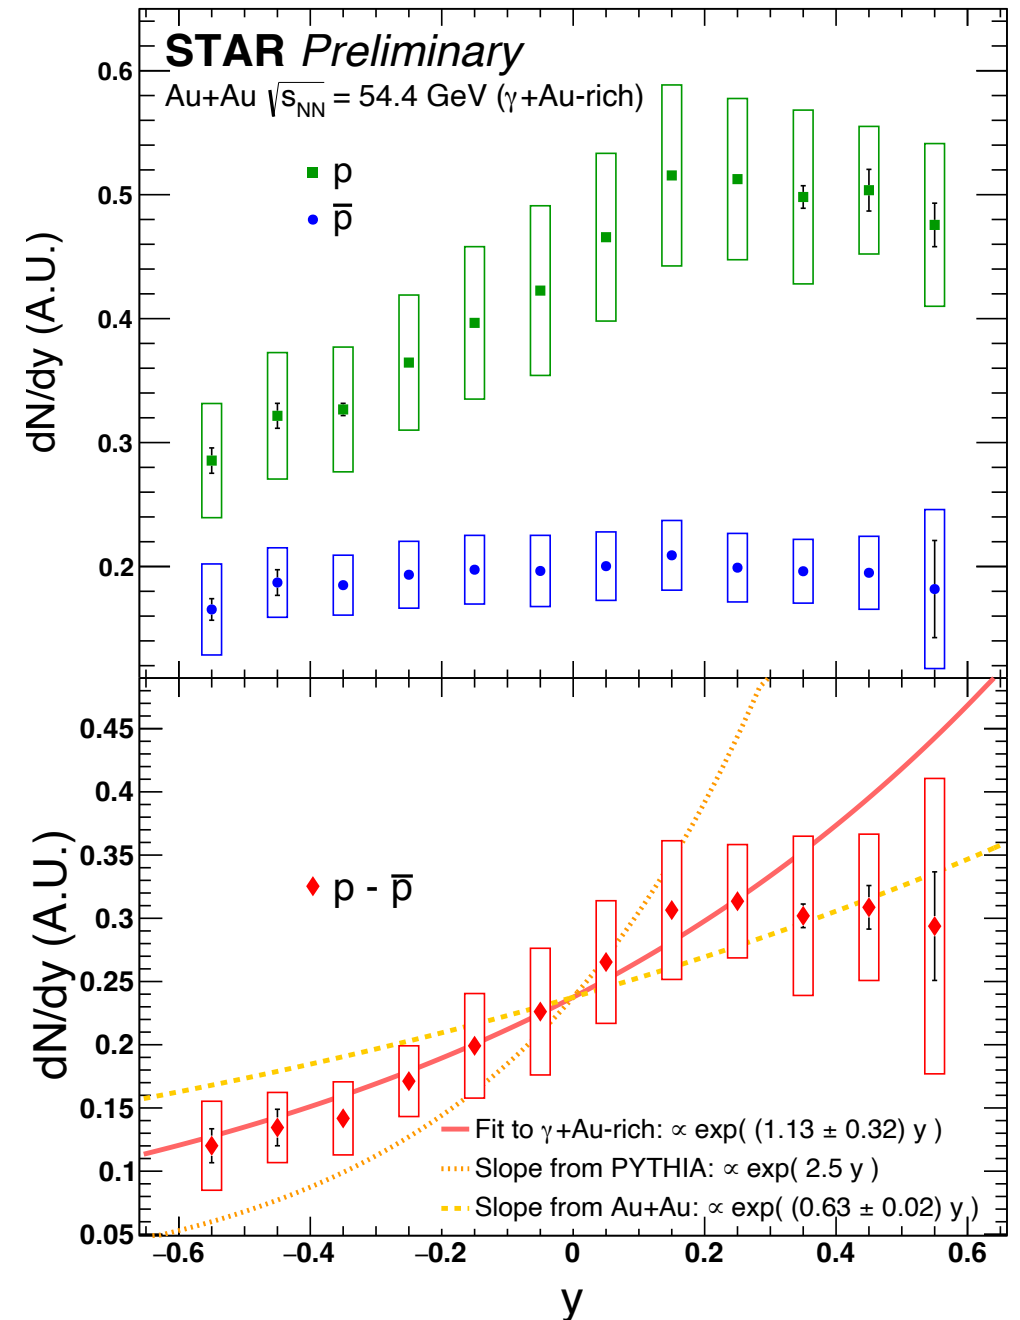 STAR Preliminary
Au+Au √sNN = 54.4 GeV (γ+Au-rich)
p
p̅
dN/dy (A.U.)
0.6
0.5
0.4
0.3
0.2
p - p̅
dN/dy (A.U.)
0.45
0.4
0.35
0.3
0.25
0.2
0.15
0.1
0.05
Fit to γ+Au-rich: ∝ exp( (1.13 ± 0.32) y )
Slope from PYTHIA: ∝ exp( 2.5 y )
Slope from Au+Au: ∝ exp( (0.63 ± 0.02) y )
−0.6 −0.4 −0.2 0 0.2 0.4 0.6
y